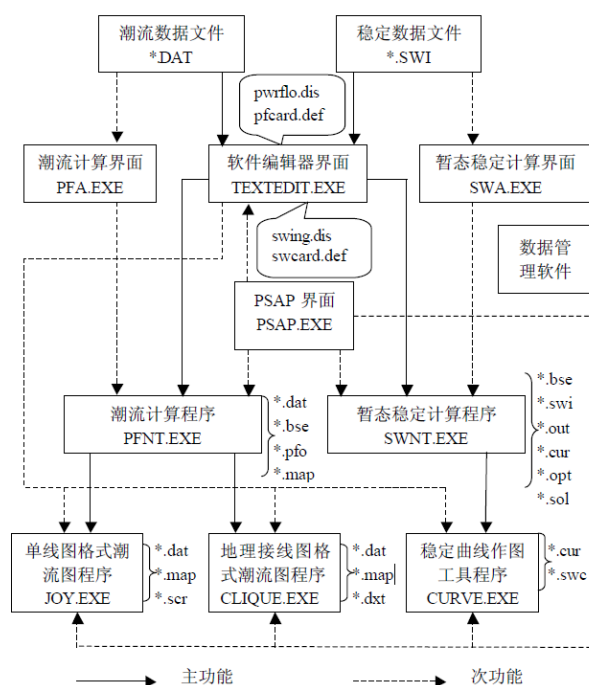 潮流数据文件
*.DAT
稳定数据文件
*.SWI
pwrflo.dis
pfcard.def
潮流计算界面
PFA.EXE
软件编辑器界面
TEXTEDIT.EXE
暂态稳定计算界面
SWA.EXE
swing.dis
swcard.def
数据管
理软件
PSAP 界面
PSAP.EXE
潮流计算程序
PFNT.EXE
*.dat
*.bse
*.pfo
*.map
暂态稳定计算程序
SWNT.EXE
*.bse
*.swi
*.out
*.cur
*.opt
*.sol
单线图格式潮
流图程序
JOY.EXE
*.dat
*.map
*.scr
地理接线图格
式潮流图程序
CLIQUE.EXE
*.dat
*.map
*.dxt
稳定曲线作图
工具程序
CURVE.EXE
*.cur
*.swc
主功能
次功能